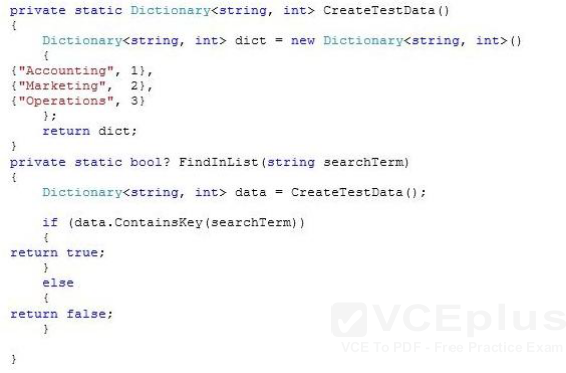 private static Dictionary<string, int> CreateTestData()
{
    Dictionary<string, int> dict = new Dictionary<string, int>()
    {
{"Accounting", 1},
{"Marketing",  2},
{"Operations", 3}
    };
    return dict;
}
private static bool? FindInList(string searchTerm)
{
    Dictionary<string, int> data = CreateTestData();

    if (data.ContainsKey(searchTerm))
    {
return true;
    }
    else
    {
return false;
    }

}
VCEplus
VCE To PDF - Free Practice Exam